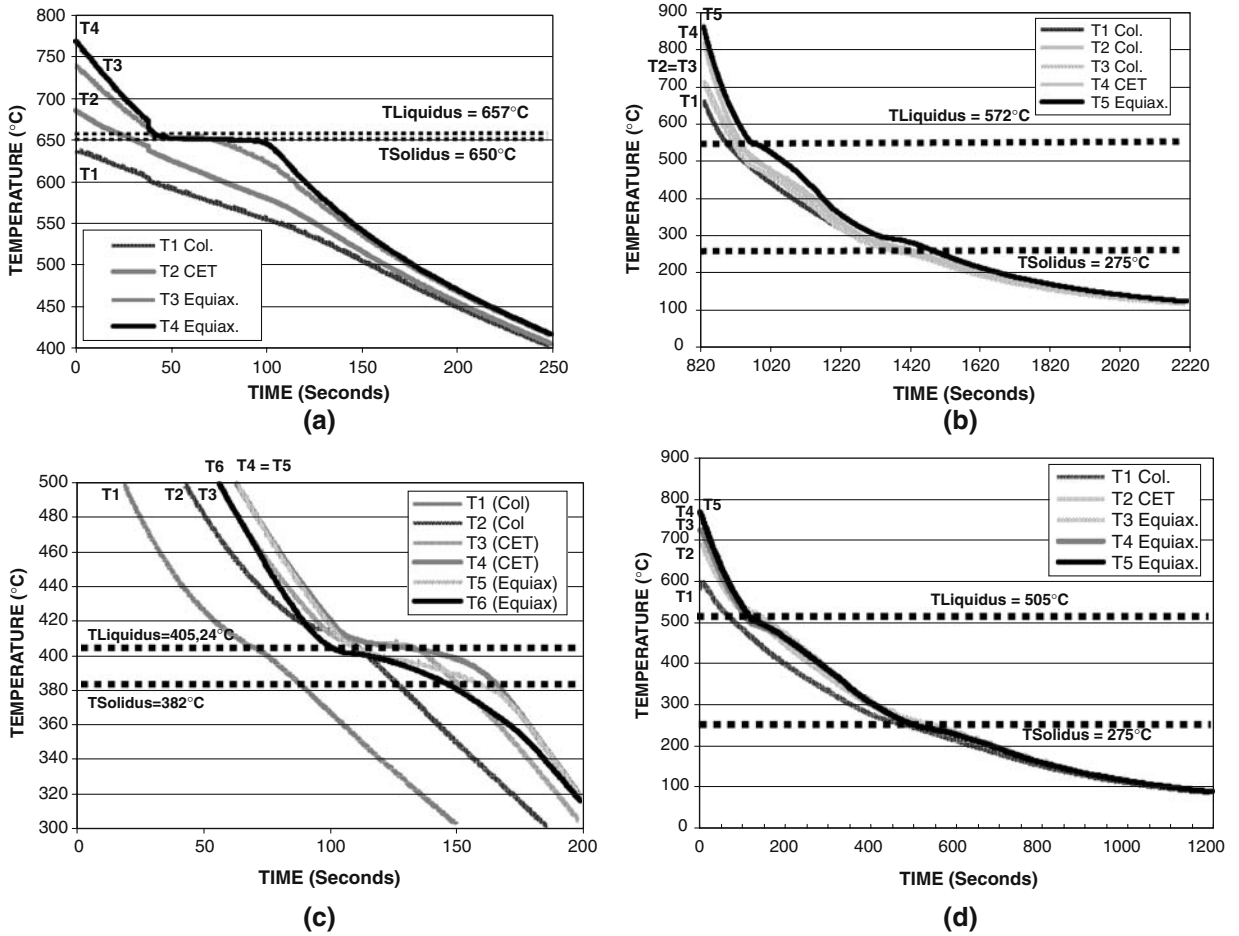 800
750
700
650
600
550
500
450
400
TEMPERATURE (°C)
T4
T3
T2
T1
TLiquidus = 657°C
TSolidus = 650°C
T1 Col.
T2 CET
T3 Equiax.
T4 Equiax.
0 50 100 150 200 250
TIME (Seconds)
(a)
900
800
700
600
500
400
300
200
100
0
TEMPERATURE (°C)
T5
T4
T2=T3
T1
T1 Col.
T2 Col.
T3 Col.
T4 CET
T5 Equiax.
TLiquidus = 572°C
TSolidus = 275°C
820 1020 1220 1420 1620 1820 2020 2220
TIME (Seconds)
(b)
500
480
460
440
420
400
380
360
340
320
300
TEMPERATURE (°C)
T6 T4 = T5
T1 T2 T3
T1 (Col)
T2 (Col
T3 (CET)
T4 (CET)
T5 (Equiax)
T6 (Equiax)
TLiquidus=405,24°C
TSolidus=382°C
0 50 100 150 200
TIME (Seconds)
(c)
900
800
700
600
500
400
300
200
100
0
TEMPERATURE (°C)
T5
T4
T3
T2
T1
T1 Col.
T2 CET
T3 Equiax.
T4 Equiax.
T5 Equiax.
TLiquidus = 505°C
TSolidus = 275°C
0 200 400 600 800 1000 1200
TIME (Seconds)
(d)